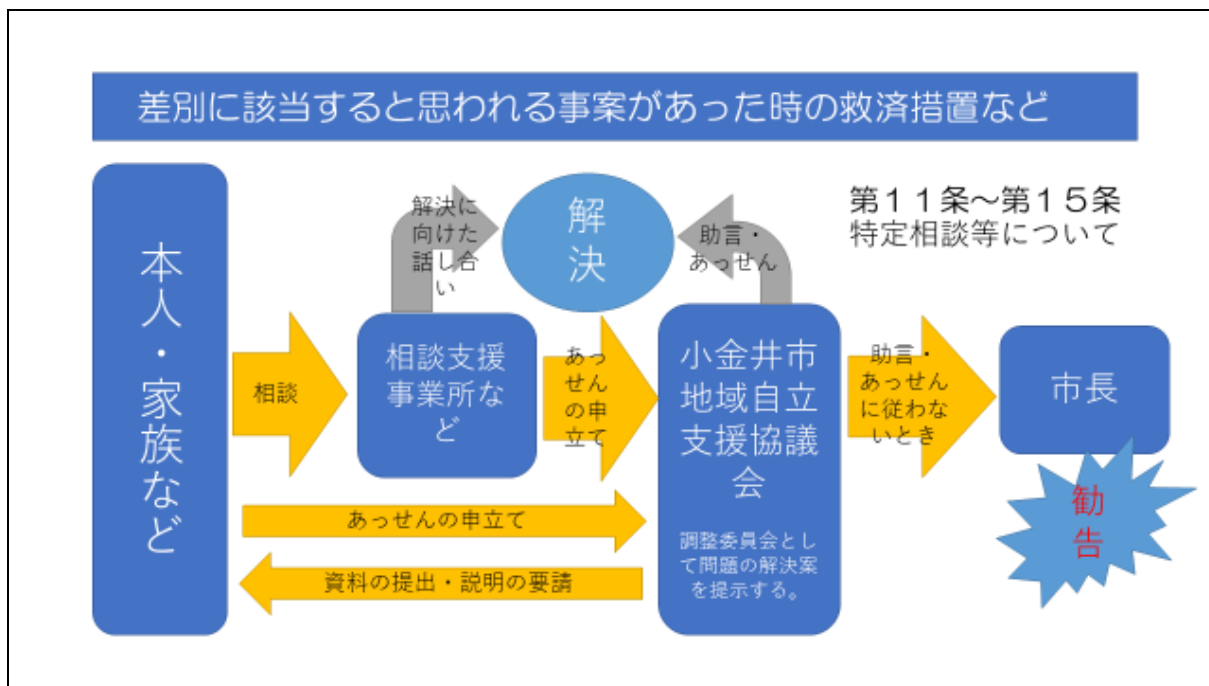 差別に該当すると思われる事案があった時の救済措置など
本人・家族など
相談
解決に
向けた
話し合
い
相談支援
事業所な
ど
解
決
あっ
せん
の申
立て
助言・
あっせん
小金井市
地域自立
支援協議
会
調整委員会とし
て問題の解決案
を提示する。
第１１条～第１５条
特定相談等について
助言・
あっせん
に従わな
いとき
市長
勧
告
あっせんの申立て
資料の提出・説明の要請